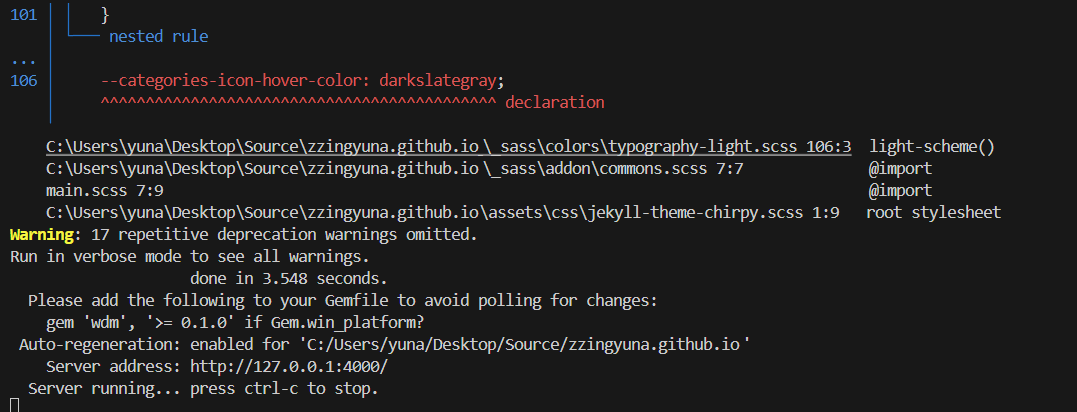 101 }
nested rule
...
106 --categories-icon-hover-color: darkslategray;
^^^^^^^^^^^^^^^^^^^^^^^^^^^^^^^^^^^^^^^^^^^^ declaration
C:\Users\yuna\Desktop\Source\zzingyuna.github.io\_sass\colors\typography-light.scss 106:3 light-scheme()
C:\Users\yuna\Desktop\Source\zzingyuna.github.io\_sass\addon\commons.scss 7:7 @import
main.scss 7:9 @import
C:\Users\yuna\Desktop\Source\zzingyuna.github.io\assets\css\jekyll-theme-chirpy.scss 1:9 root stylesheet
Warning: 17 repetitive deprecation warnings omitted.
Run in verbose mode to see all warnings.
done in 3.548 seconds.
Please add the following to your Gemfile to avoid polling for changes:
gem 'wdm', '>= 0.1.0' if Gem.win_platform?
Auto-regeneration: enabled for 'C:/Users/yuna/Desktop/Source/zzingyuna.github.io'
Server address: http://127.0.0.1:4000/
Server running... press ctrl-c to stop.